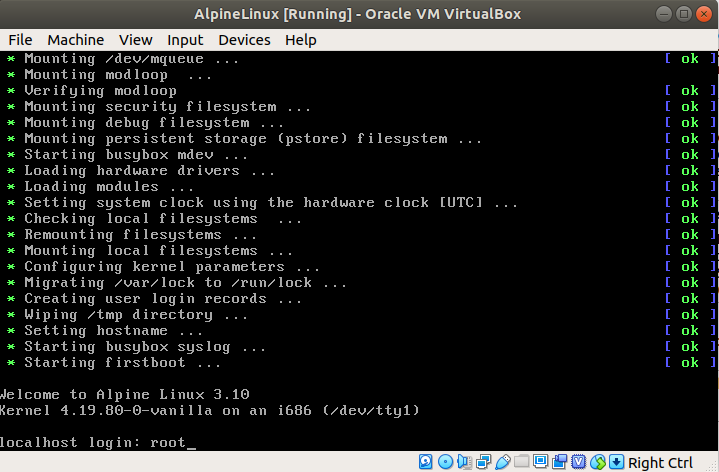 AlpineLinux [Running] - Oracle VM VirtualBox
File Machine View Input Devices Help
* Mounting /dev/mqueue ... [ ok ]
* Mounting modloop  ... [ ok ]
* Verifying modloop [ ok ]
* Mounting security filesystem ... [ ok ]
* Mounting debug filesystem ... [ ok ]
* Mounting persistent storage (pstore) filesystem ... [ ok ]
* Starting busybox mdev ... [ ok ]
* Loading hardware drivers ... [ ok ]
* Loading modules ... [ ok ]
* Setting system clock using the hardware clock [UTC] ... [ ok ]
* Checking local filesystems  ... [ ok ]
* Remounting filesystems ... [ ok ]
* Mounting local filesystems ... [ ok ]
* Configuring kernel parameters ... [ ok ]
* Migrating /var/lock to /run/lock ... [ ok ]
* Creating user login records ... [ ok ]
* Wiping /tmp directory ... [ ok ]
* Setting hostname ... [ ok ]
* Starting busybox syslog ... [ ok ]
* Starting firstboot ... [ ok ]
Welcome to Alpine Linux 3.10
Kernel 4.19.80-0-vanilla on an i686 (/dev/tty1)
localhost login: root_
Right Ctrl